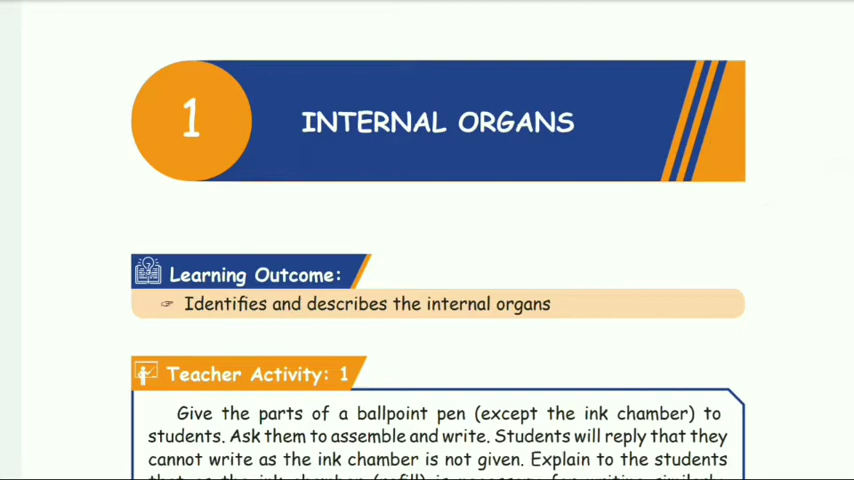 1
INTERNAL ORGANS
Learning Outcome:
☞ Identifies and describes the internal organs
Teacher Activity: 1
Give the parts of a ballpoint pen (except the ink chamber) to
students. Ask them to assemble and write. Students will reply that they
cannot write as the ink chamber is not given. Explain to the students